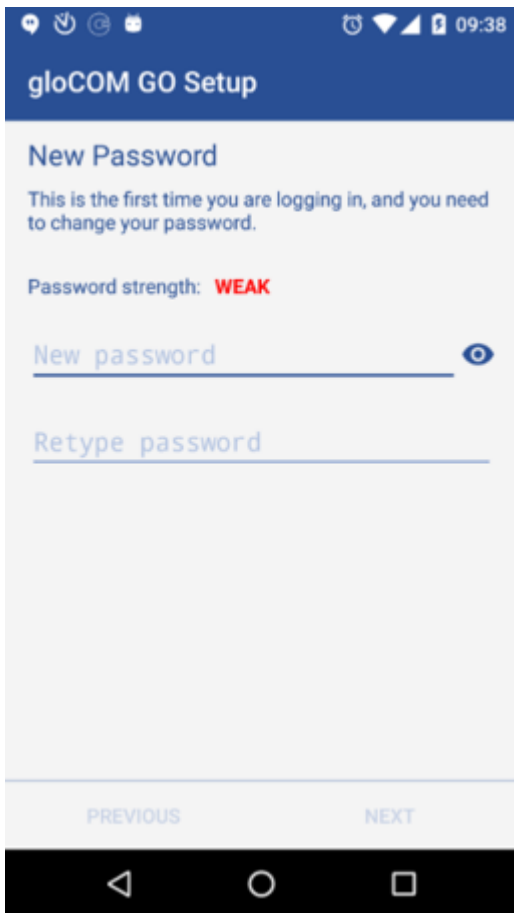 09:38
gloCOM GO Setup
New Password
This is the first time you are logging in, and you need
to change your password.
Password strength: WEAK
New password
Retype password
PREVIOUS NEXT